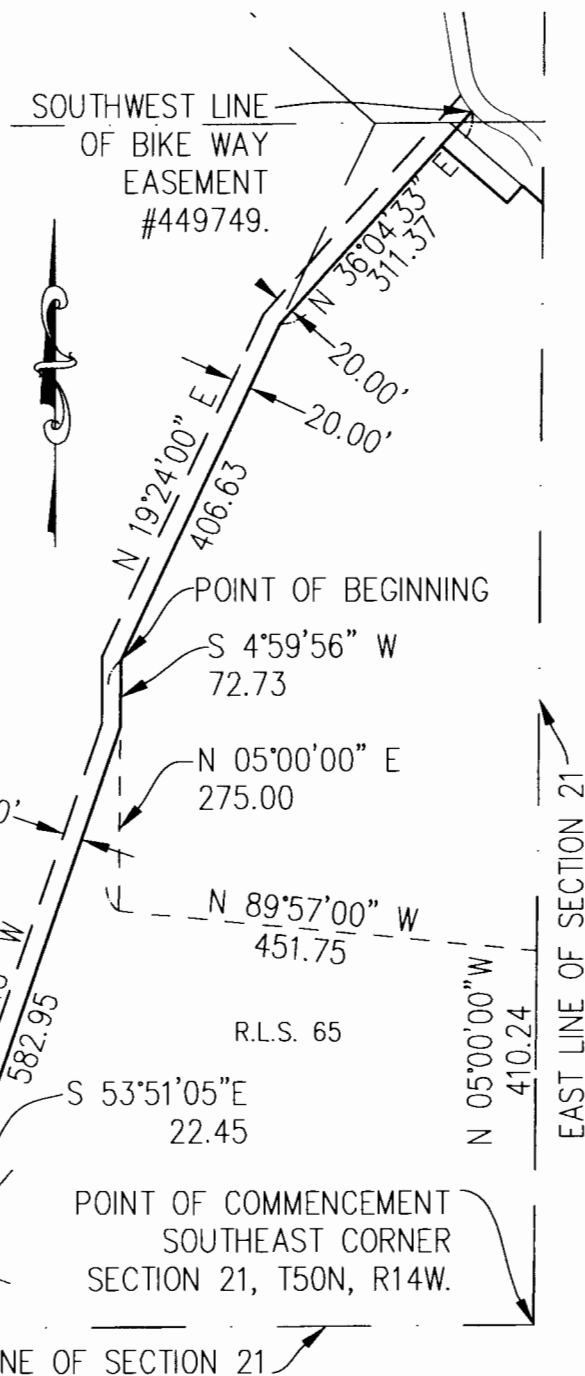 SOUTHWEST LINE
OF BIKE WAY
EASEMENT
#449749.
N 36°04'33" E
311.37
20.00'
20.00'
N 19°24'00" E
406.63
POINT OF BEGINNING
S 4°59'56" W
72.73
N 05°00'00" E
275.00
0'
N 89°57'00" W
451.75
W
582.95
R.L.S. 65
N 05°00'00"W
410.24
EAST LINE OF SECTION 21
S 53°51'05"E
22.45
POINT OF COMMENCEMENT
SOUTHEAST CORNER
SECTION 21, T50N, R14W.
NE OF SECTION 21